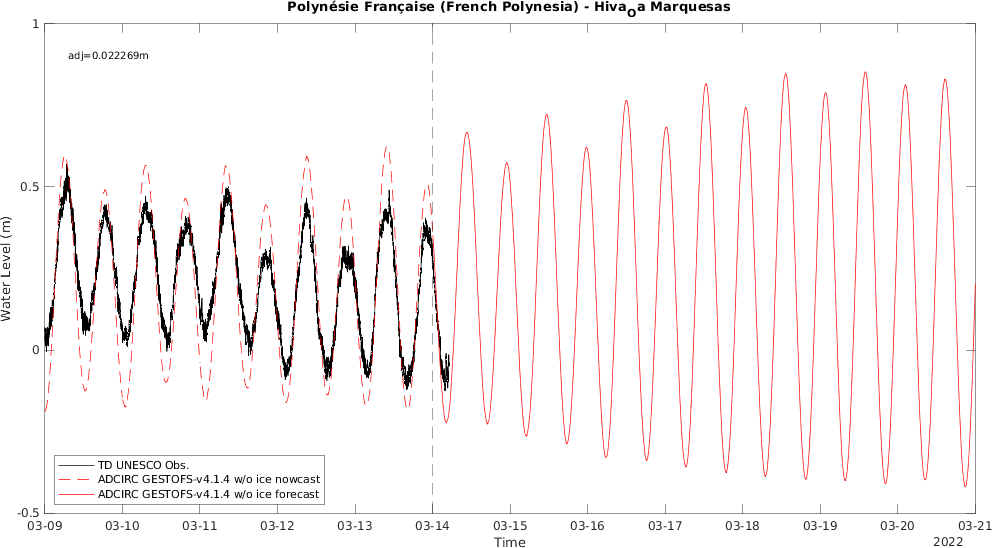 Polynésie Française (French Polynesia) - Hiva_Oa Marquesas
adj=0.022269m
Water Level (m)
1
0.5
0
-0.5
TD UNESCO Obs.
ADCIRC GESTOFS-v4.1.4 w/o ice nowcast
ADCIRC GESTOFS-v4.1.4 w/o ice forecast
03-09 03-10 03-11 03-12 03-13 03-14 03-15 03-16 03-17 03-18 03-19 03-20 03-21
Time
2022